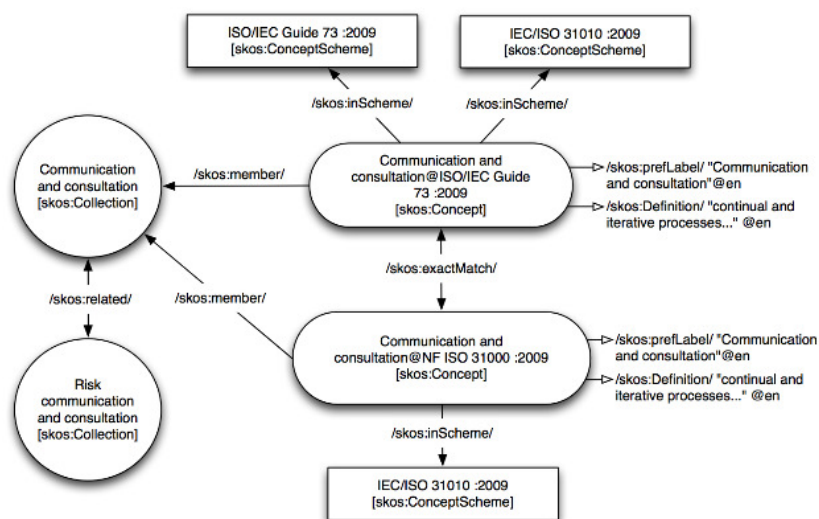 ISO/IEC Guide 73 :2009
[skos:ConceptScheme]
IEC/ISO 31010 :2009
[skos:ConceptScheme]
/skos:inScheme/
/skos:inScheme/
Communication
and consultation
[skos:Collection]
/skos:member/
Communication and
consultation@ISO/IEC Guide
73 :2009
[skos:Concept]
/skos:prefLabel/ "Communication
and consultation"@en
/skos:Definition/ "continual and
iterative processes..." @en
/skos:related/
/skos:member/
/skos:exactMatch/
Risk
communication
and consultation
[skos:Collection]
Communication and
consultation@NF ISO 31000 :2009
[skos:Concept]
/skos:prefLabel/ "Communication
and consultation"@en
/skos:Definition/ "continual and
iterative processes..." @en
/skos:inScheme/
IEC/ISO 31010 :2009
[skos:ConceptScheme]